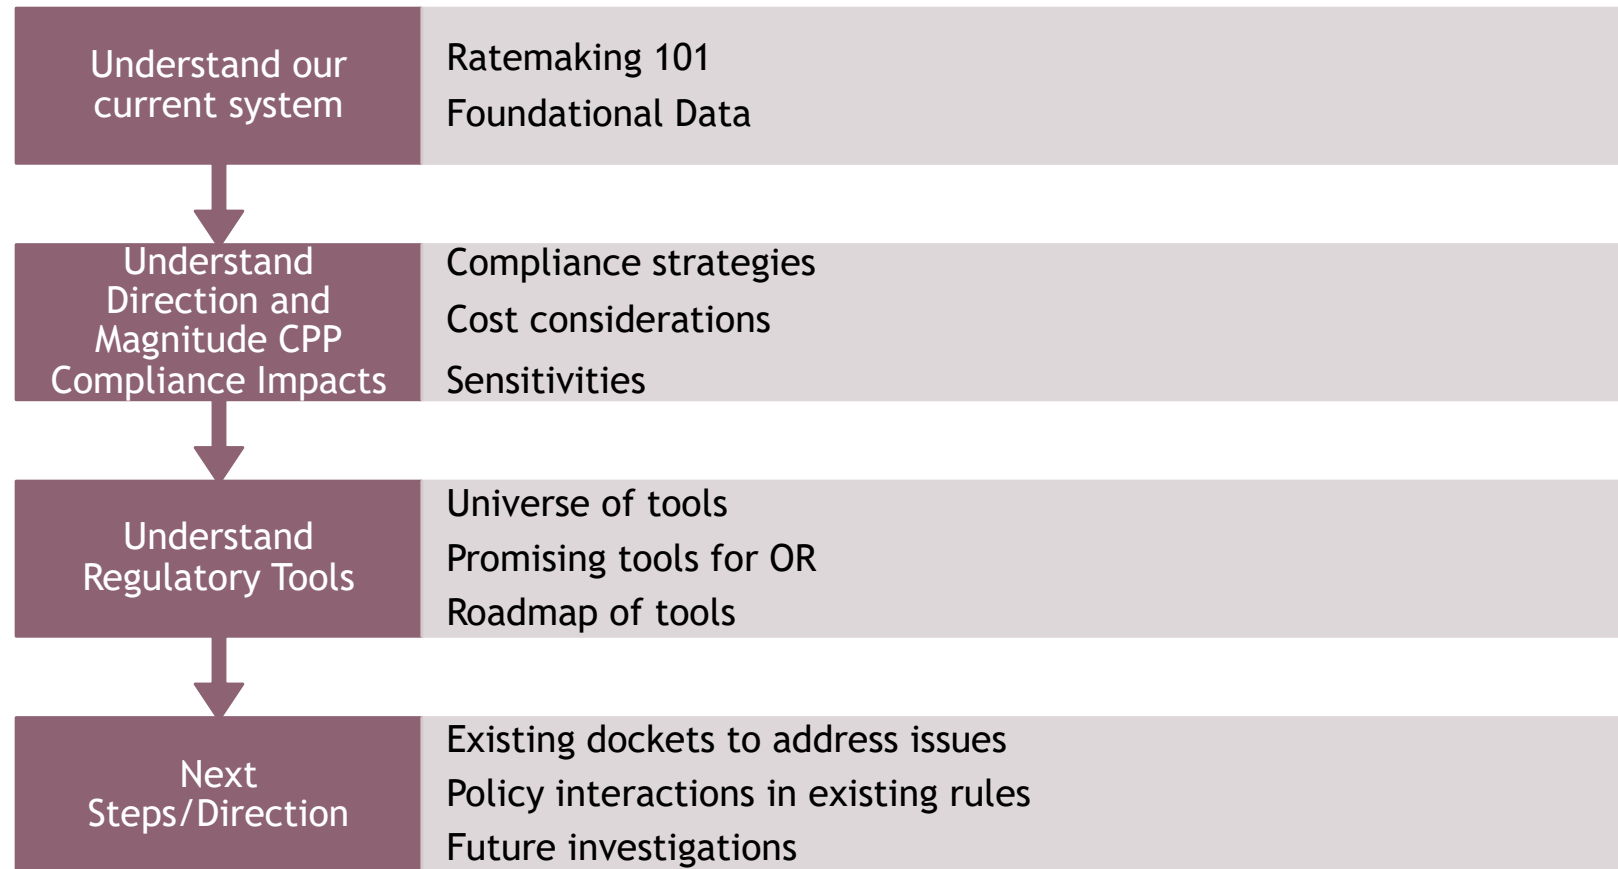 Understand our
current system
Ratemaking 101
Foundational Data
Understand
Direction and
Magnitude CPP
Compliance Impacts
Compliance strategies
Cost considerations
Sensitivities
Understand
Regulatory Tools
Universe of tools
Promising tools for OR
Roadmap of tools
Next
Steps/Direction
Existing dockets to address issues
Policy interactions in existing rules
Future investigations